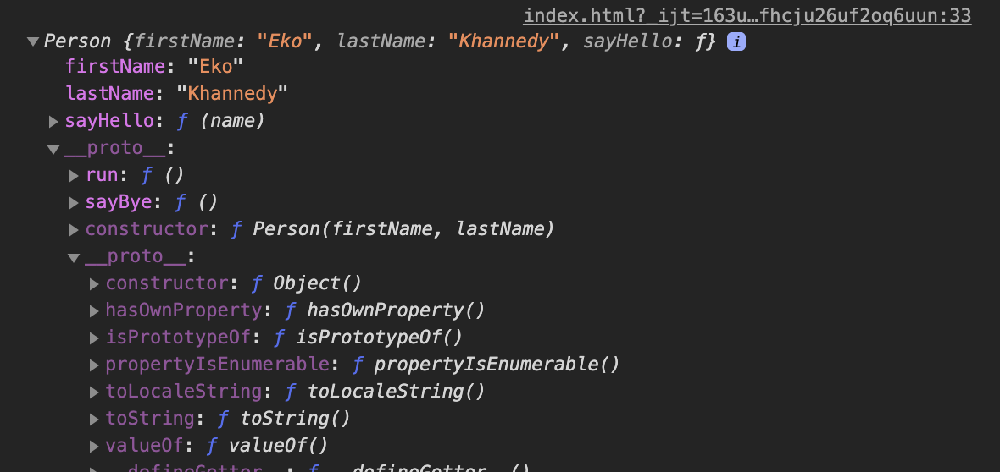 index.html?_ijt=163u…fhcju26uf2oq6uun:33
▼Person {firstName: "Eko", lastName: "Khannedy", sayHello: ƒ} i
firstName: "Eko"
lastName: "Khannedy"
▶sayHello: ƒ (name)
▼__proto__:
▶run: ƒ ()
▶sayBye: ƒ ()
▶constructor: ƒ Person(firstName, lastName)
▼__proto__:
▶constructor: ƒ Object()
▶hasOwnProperty: ƒ hasOwnProperty()
▶isPrototypeOf: ƒ isPrototypeOf()
▶propertyIsEnumerable: ƒ propertyIsEnumerable()
▶toLocaleString: ƒ toLocaleString()
▶toString: ƒ toString()
▶valueOf: ƒ valueOf()
▶__defineGetter__: ƒ __defineGetter__()